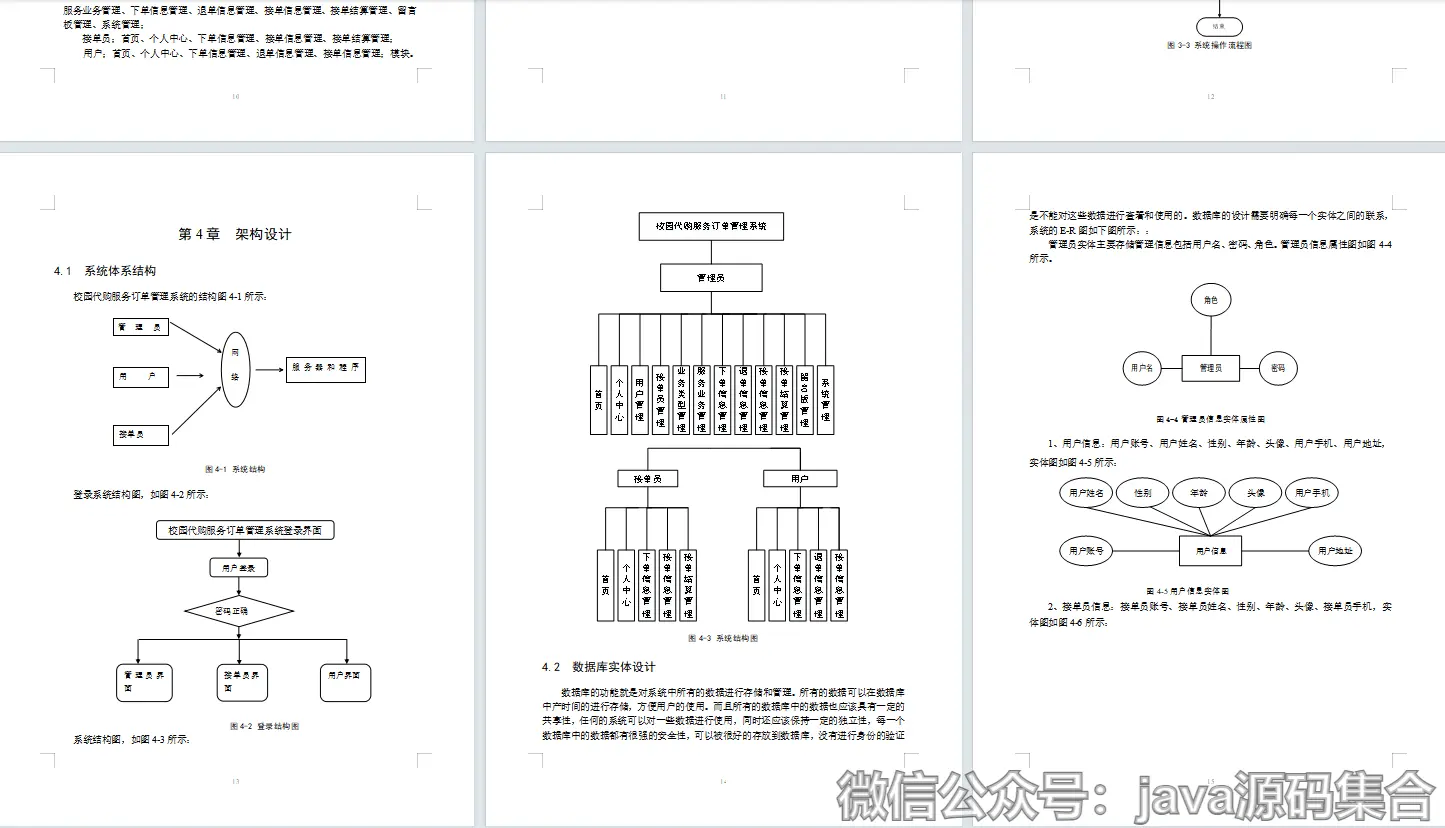 服务业务管理、下单信息管理、退单信息管理、接单信息管理、接单结算管理、留言
板管理、系统管理；
接单员；首页、个人中心、下单信息管理、接单信息管理、接单结算管理；
用户；首页、个人中心、下单信息管理、退单信息管理、接单信息管理；模块。
10
11
结束
图 3-3 系统操作流程图
12
第 4 章 架构设计
4.1 系统体系结构
校园代购服务订单管理系统的结构图 4-1 所示：
管 理 员
用 户
接单员
网
络
服 务 器 和 程 序
图 4-1 系统结构
登录系统结构图，如图 4-2 所示：
校园代购服务订单管理系统登录界面
用户登录
密码正确
管 理 员 界
面
接单员界
面
用户界面
图 4-2 登录结构图
系统结构图，如图 4-3 所示：
13
校园代购服务订单管理系统
管理员
首页
个人中心
用户管理
接单员管理
业务类型管理
服务业务管理
下单信息管理
退单信息管理
接单信息管理
接单结算管理
留言板管理
系统管理
接单员
用户
首页
个人中心
下单信息管理
接单信息管理
接单结算管理
首页
个人中心
下单信息管理
退单信息管理
接单信息管理
图 4-3 系统结构图
4.2 数据库实体设计
数据库的功能就是对系统中所有的数据进行存储和管理。所有的数据可以在数据库
中产时间的进行存储，方便用户的使用。而且所有的数据库中的数据也应该具有一定的
共享性，任何的系统可以对一些数据进行使用，同时还应该保持一定的独立性，每一个
数据库中的数据都有很强的安全性，可以被很好的存放到数据库，没有进行身份的验证
14
是不能对这些数据进行查看和使用的。数据库的设计需要明确每一个实体之间的联系，
系统的 E-R 图如下图所示：：
管理员实体主要存储管理信息包括用户名、密码、角色。管理员信息属性图如图 4-4
所示。
角色
用户名
管理员
密码
图 4-4 管理员信息实体属性图
1、用户信息：用户账号、用户姓名、性别、年龄、头像、用户手机、用户地址，
实体图如图 4-5 所示：
用户姓名
性别
年龄
头像
用户手机
用户账号
用户信息
用户地址
图 4-5 用户信息实体图
2、接单员信息：接单员账号、接单员姓名、性别、年龄、头像、接单员手机，实
体图如图 4-6 所示：
15
微信公众号：java源码集合